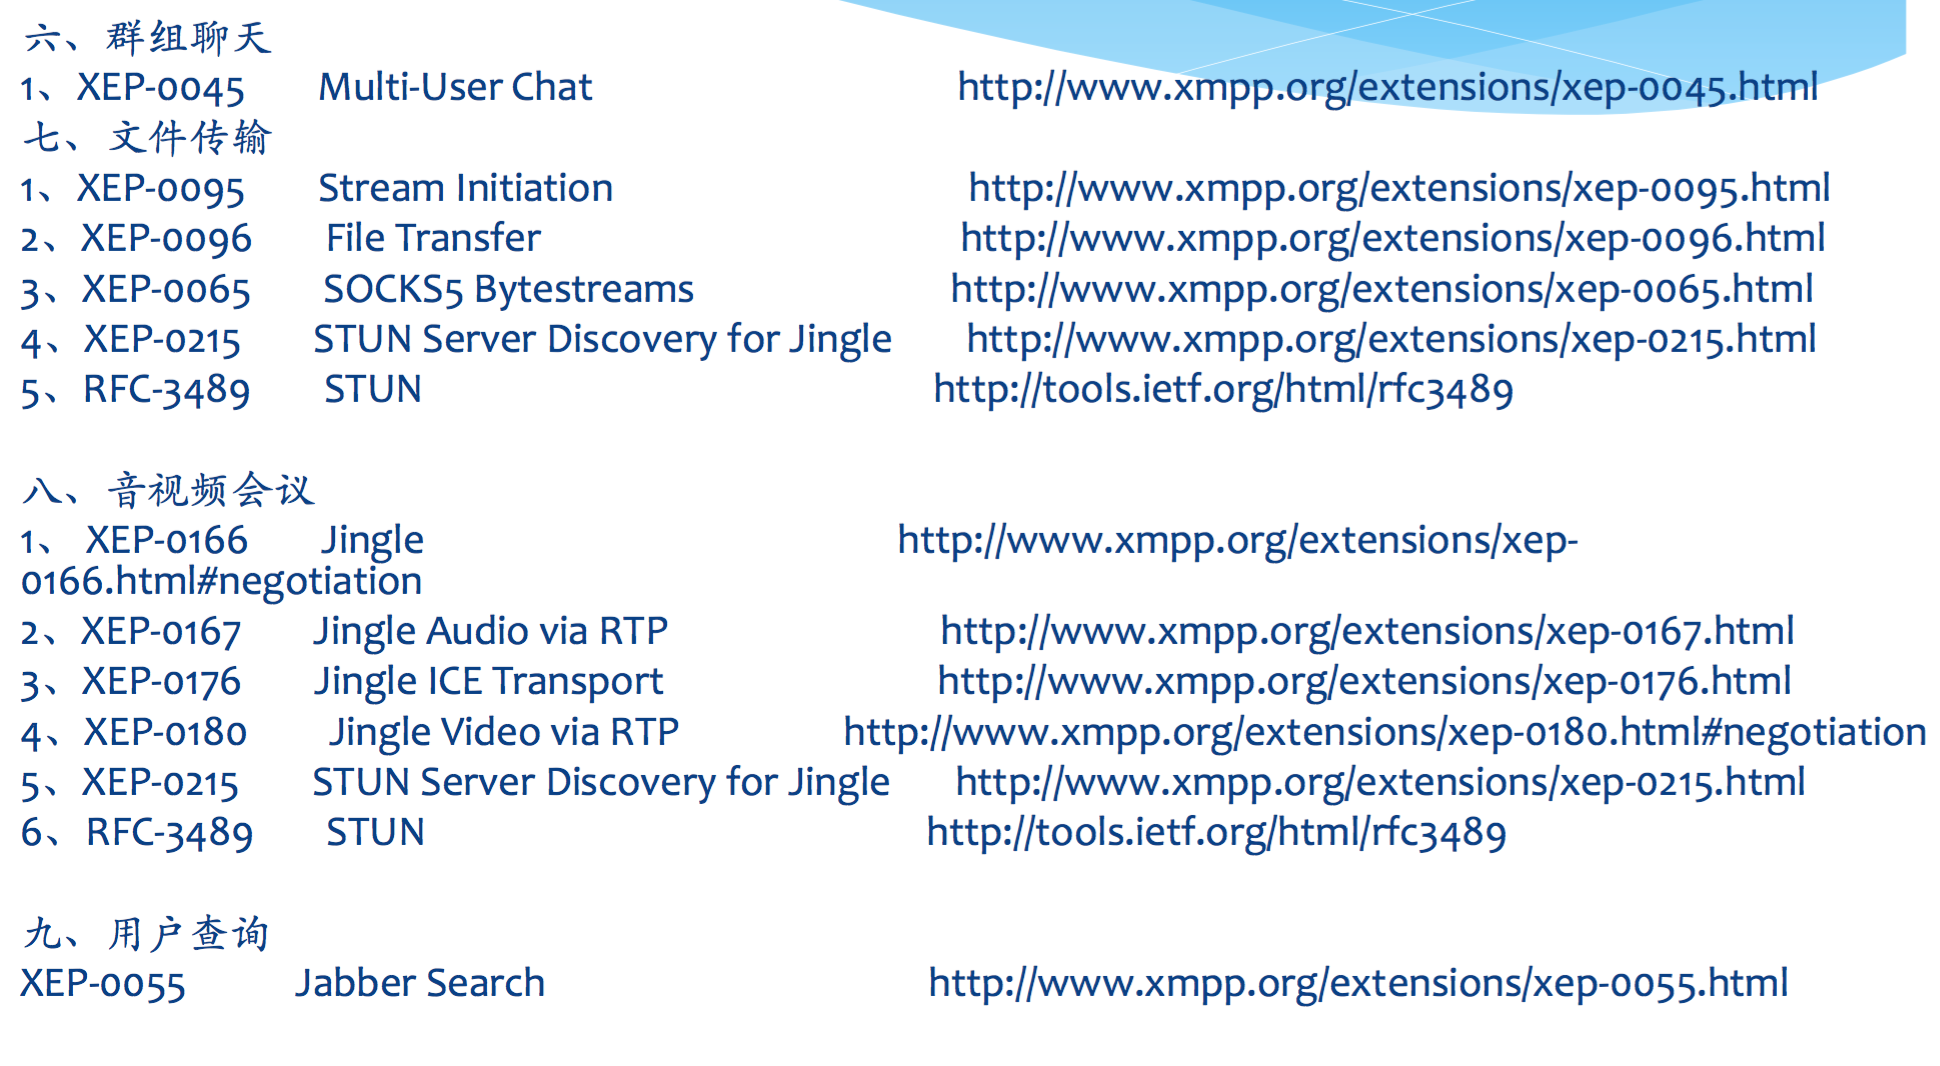 六、群组聊天
1、XEP-0045 Multi-User Chat http://www.xmpp.org/extensions/xep-0045.html
七、文件传输
1、XEP-0095 Stream Initiation http://www.xmpp.org/extensions/xep-0095.html
2、XEP-0096 File Transfer http://www.xmpp.org/extensions/xep-0096.html
3、XEP-0065 SOCKS5 Bytestreams http://www.xmpp.org/extensions/xep-0065.html
4、XEP-0215 STUN Server Discovery for Jingle http://www.xmpp.org/extensions/xep-0215.html
5、RFC-3489 STUN http://tools.ietf.org/html/rfc3489
八、音视频会议
1、 XEP-0166 Jingle http://www.xmpp.org/extensions/xep-
0166.html#negotiation
2、XEP-0167 Jingle Audio via RTP http://www.xmpp.org/extensions/xep-0167.html
3、XEP-0176 Jingle ICE Transport http://www.xmpp.org/extensions/xep-0176.html
4、XEP-0180 Jingle Video via RTP http://www.xmpp.org/extensions/xep-0180.html#negotiation
5、XEP-0215 STUN Server Discovery for Jingle http://www.xmpp.org/extensions/xep-0215.html
6、RFC-3489 STUN http://tools.ietf.org/html/rfc3489
九、用户查询
XEP-0055 Jabber Search http://www.xmpp.org/extensions/xep-0055.html